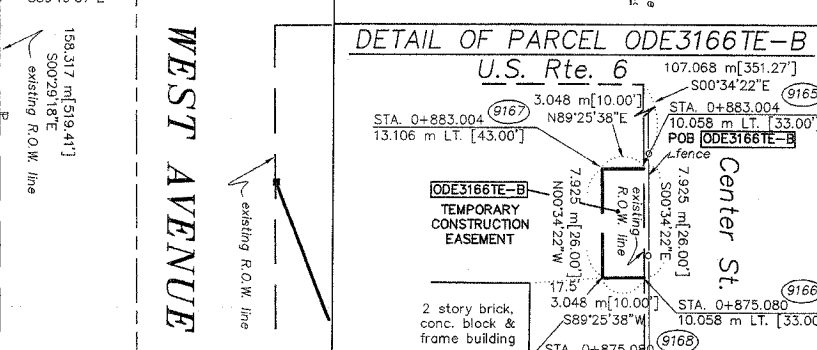 158.317 m[519.41']
S00°29'18"E
existing R.O.W. line
WEST AVENUE
existing R.O.W. line
DETAIL OF PARCEL ODE3166TE-B
U.S. Rte. 6
107.068 m[351.27']
S00°34'22"E
9165
STA. 0+883.004
10.058 m LT. [33.00']
POB ODE3166TE-B
fence
9167
3.048 m[10.00']
N89°25'38"E
STA. 0+883.004
13.106 m LT. [43.00']
ODE3166TE-B
TEMPORARY
CONSTRUCTION
EASEMENT
7.925 m[26.00']
N00°34'22"W
existing
R.O.W. line
7.925 m[26.00']
S00°34'22"E
Center St.
17.5'
3.048 m[10.00']
S89°25'38"W
9166
STA. 0+875.080
10.058 m LT. [33.00
2 story brick,
conc. block &
frame building
STA. 0+875.080
9168